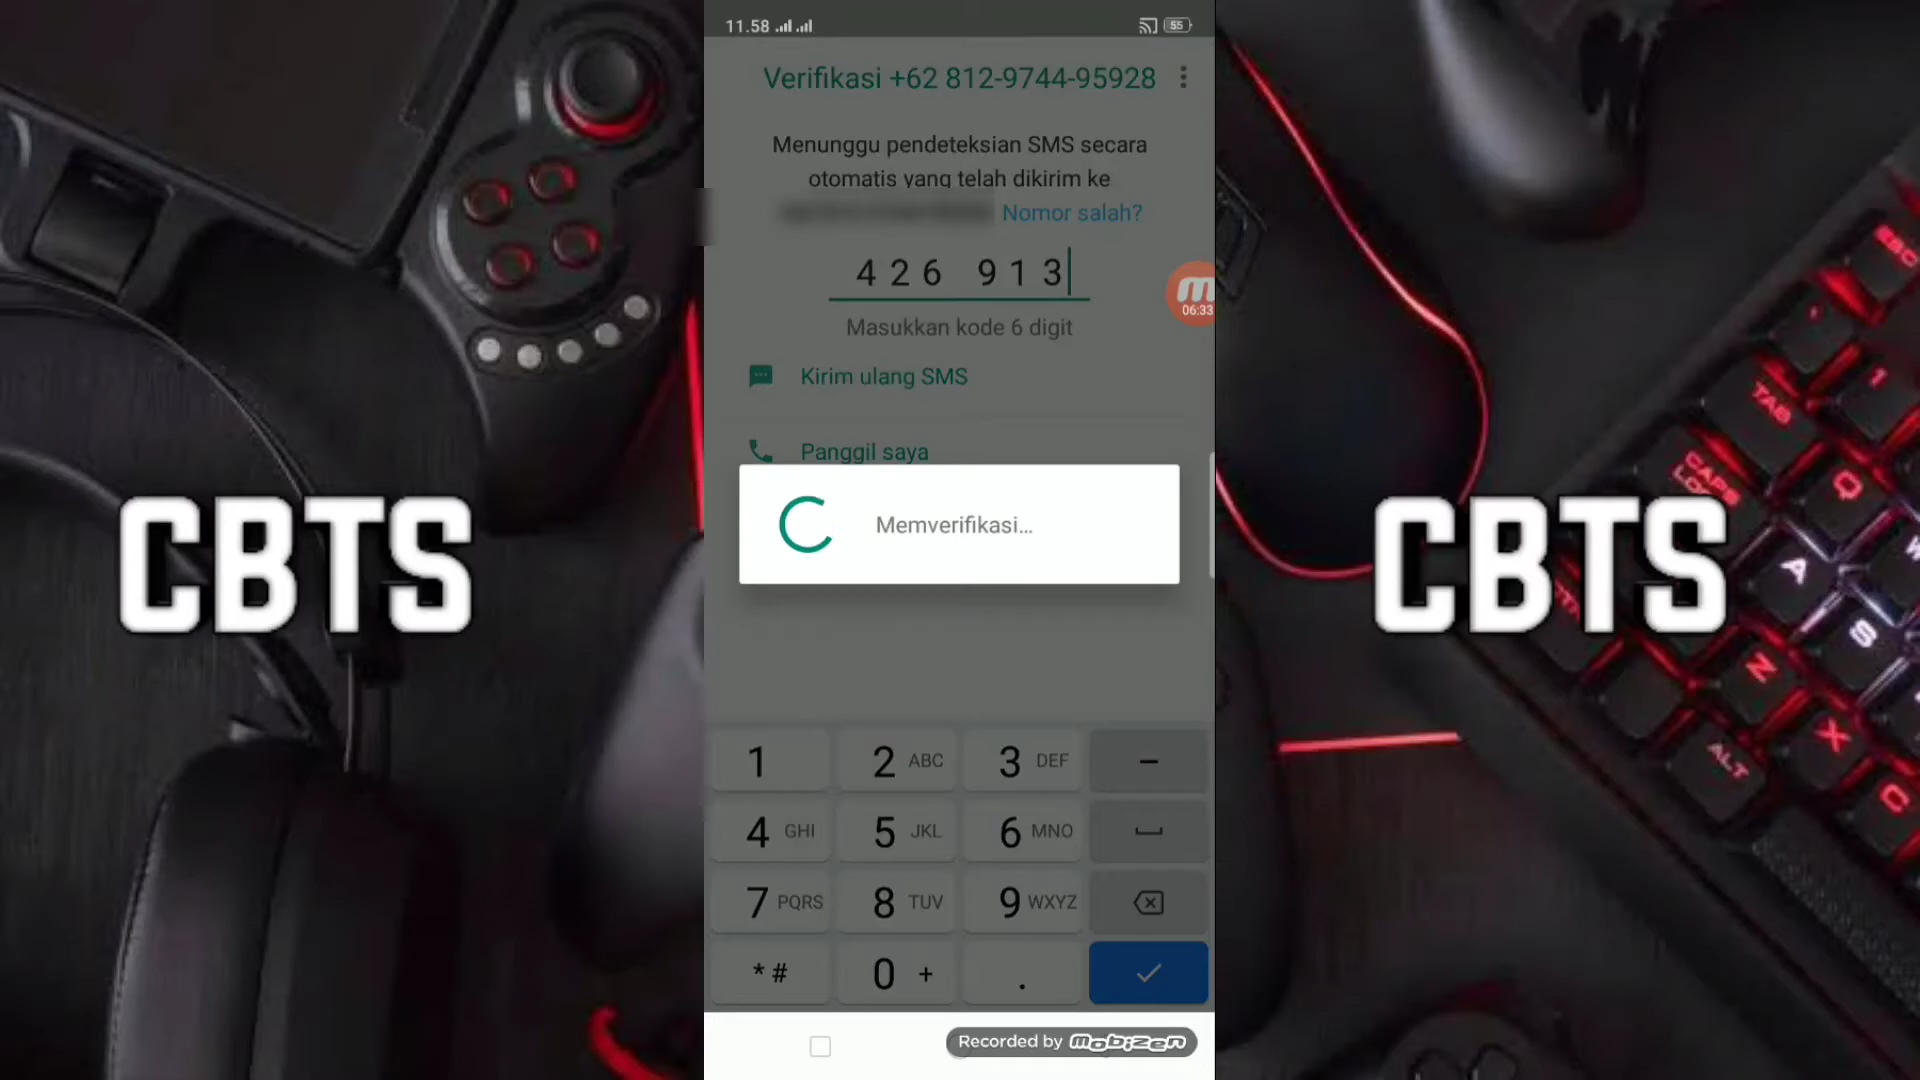 11.58
55
Verifikasi +62 812-9744-95928
Menunggu pendeteksian SMS secara
otomatis yang telah dikirim ke
Nomor salah?
426 913
Masukkan kode 6 digit
06:33
Kirim ulang SMS
Panggil saya
Memverifikasi...
CBTS
CBTS
1
2 ABC
3 DEF
–
4 GHI
5 JKL
6 MNO
7 PQRS
8 TUV
9 WXYZ
* #
0 +
.
Recorded by Mobizen
ESC
1
TAB
CAPS
Q
A
S
Z
X
ALT
C